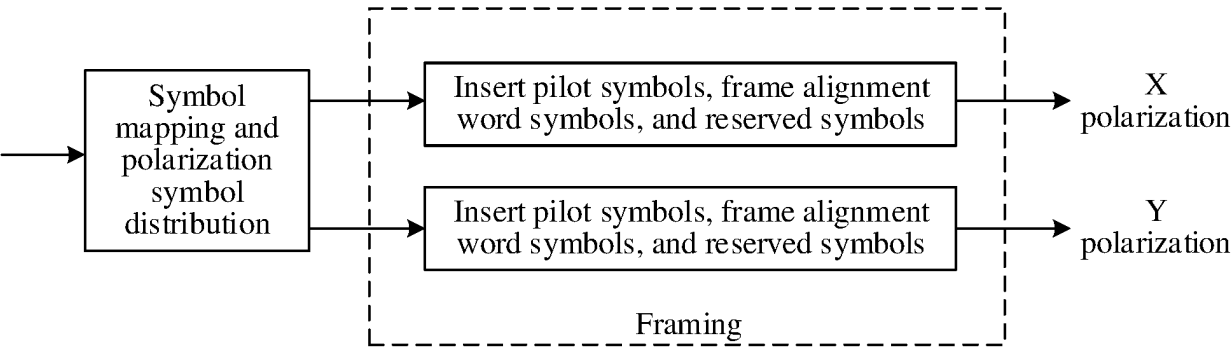 Symbol
mapping and
polarization
symbol
distribution
Insert pilot symbols, frame alignment
word symbols, and reserved symbols
X
polarization
Insert pilot symbols, frame alignment
word symbols, and reserved symbols
Y
polarization
Framing